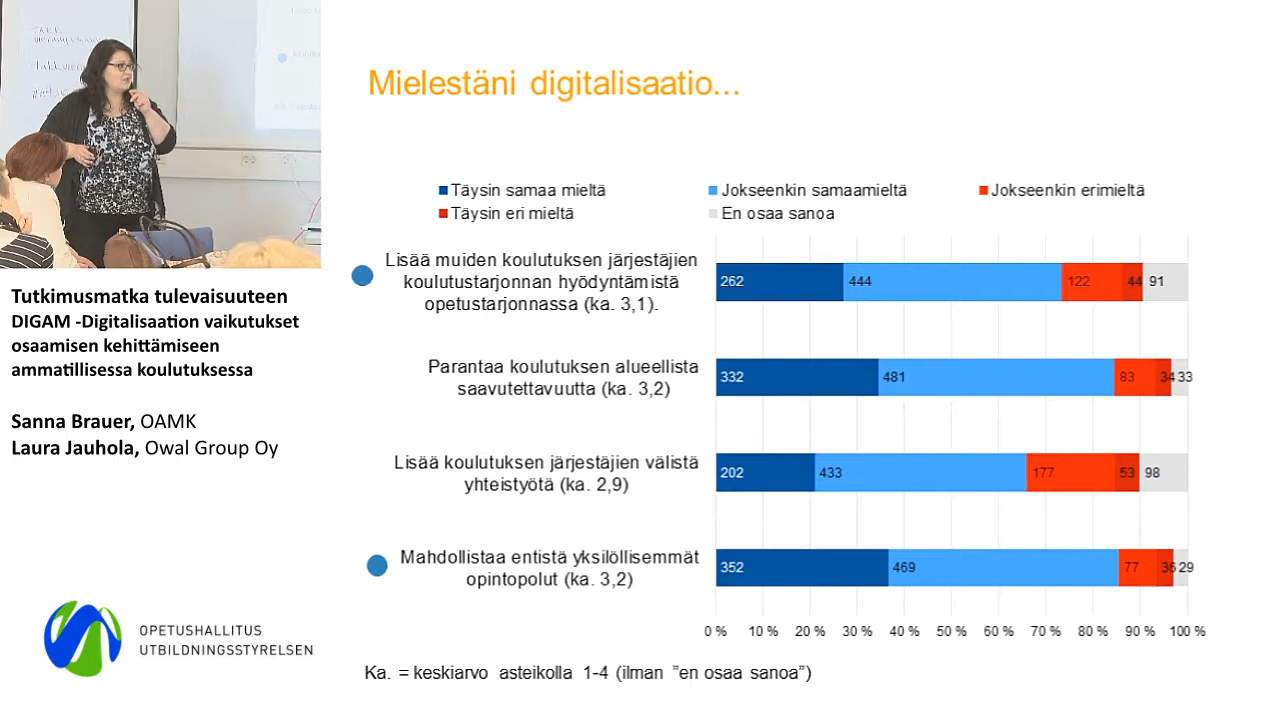 Mielestäni digitalisaatio...
Täysin samaa mieltä
Jokseenkin samaamieltä
Jokseenkin erimieltä
Täysin eri mieltä
En osaa sanoa
Lisää muiden koulutuksen järjestäjien
koulutustarjonnan hyödyntämistä
opetustarjonnassa (ka. 3,1).
262 444 122 44 91
Parantaa koulutuksen alueellista
saavutettavuutta (ka. 3,2)
332 481 83 34 33
Lisää koulutuksen järjestäjien välistä
yhteistyötä (ka. 2,9)
202 433 177 53 98
Mahdollistaa entistä yksilöllisemmät
opintopolut (ka. 3,2)
352 469 77 36 29
0 % 10 % 20 % 30 % 40 % 50 % 60 % 70 % 80 % 90 % 100 %
Ka. = keskiarvo asteikolla 1-4 (ilman ”en osaa sanoa”)
Tutkimusmatka tulevaisuuteen
DIGAM -Digitalisaation vaikutukset
osaamisen kehittämiseen
ammatillisessa koulutuksessa
Sanna Brauer, OAMK
Laura Jauhola, Owal Group Oy
OPETUSHALLITUS
UTBILDNINGSSTYRELSEN